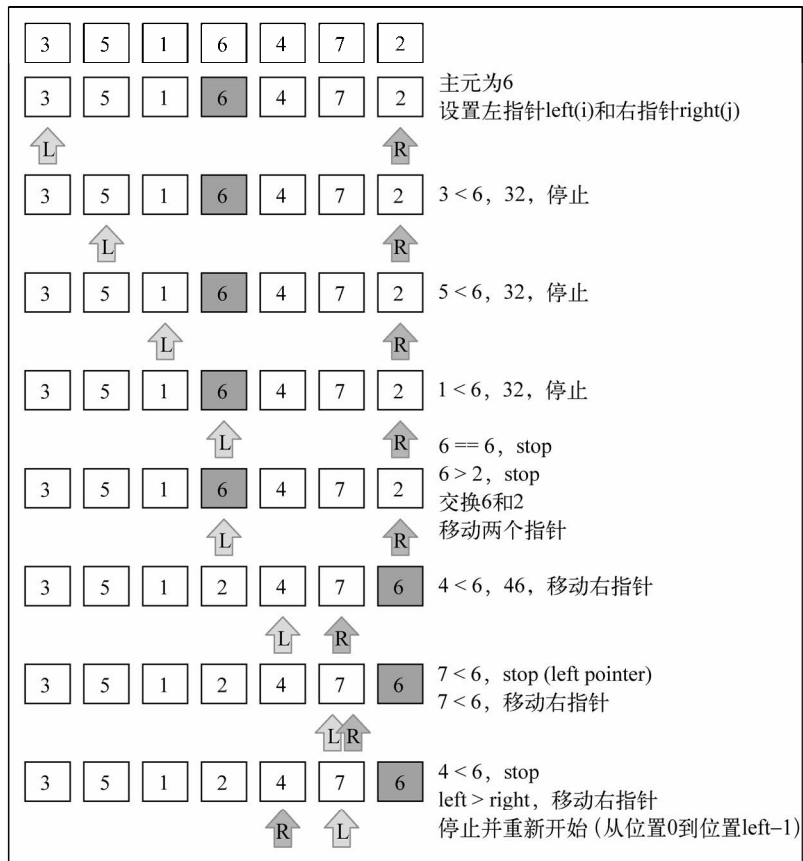 3 5 1 6 4 7 2
3 5 1 6 4 7 2
主元为6
设置左指针left(i)和右指针right(j)
L R
3 5 1 6 4 7 2
3 < 6，32，停止
L R
3 5 1 6 4 7 2
5 < 6，32，停止
L R
3 5 1 6 4 7 2
1 < 6，32，停止
L R
3 5 1 6 4 7 2
6 == 6，stop
6 > 2，stop
交换6和2
移动两个指针
L R
3 5 1 2 4 7 6
4 < 6，46，移动右指针
L R
3 5 1 2 4 7 6
7 < 6，stop (left pointer)
7 < 6，移动右指针
L R
3 5 1 2 4 7 6
4 < 6，stop
left > right，移动右指针
停止并重新开始（从位置0到位置left–1）
R L